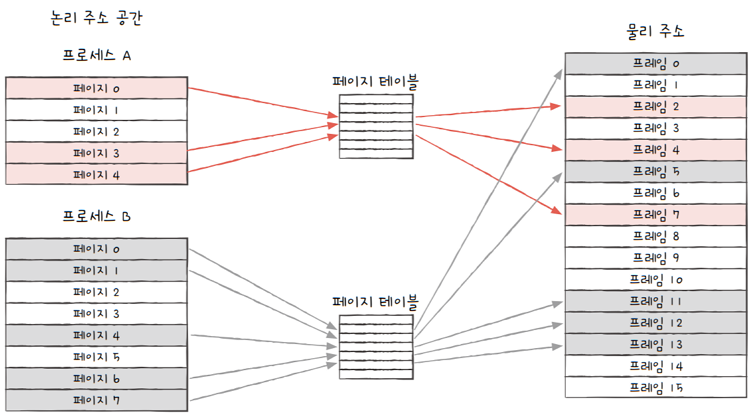 논리 주소 공간
프로세스 A
페이지 0
페이지 1
페이지 2
페이지 3
페이지 4
프로세스 B
페이지 0
페이지 1
페이지 2
페이지 3
페이지 4
페이지 5
페이지 6
페이지 7
페이지 테이블
페이지 테이블
물리 주소
프레임 0
프레임 1
프레임 2
프레임 3
프레임 4
프레임 5
프레임 6
프레임 7
프레임 8
프레임 9
프레임 10
프레임 11
프레임 12
프레임 13
프레임 14
프레임 15